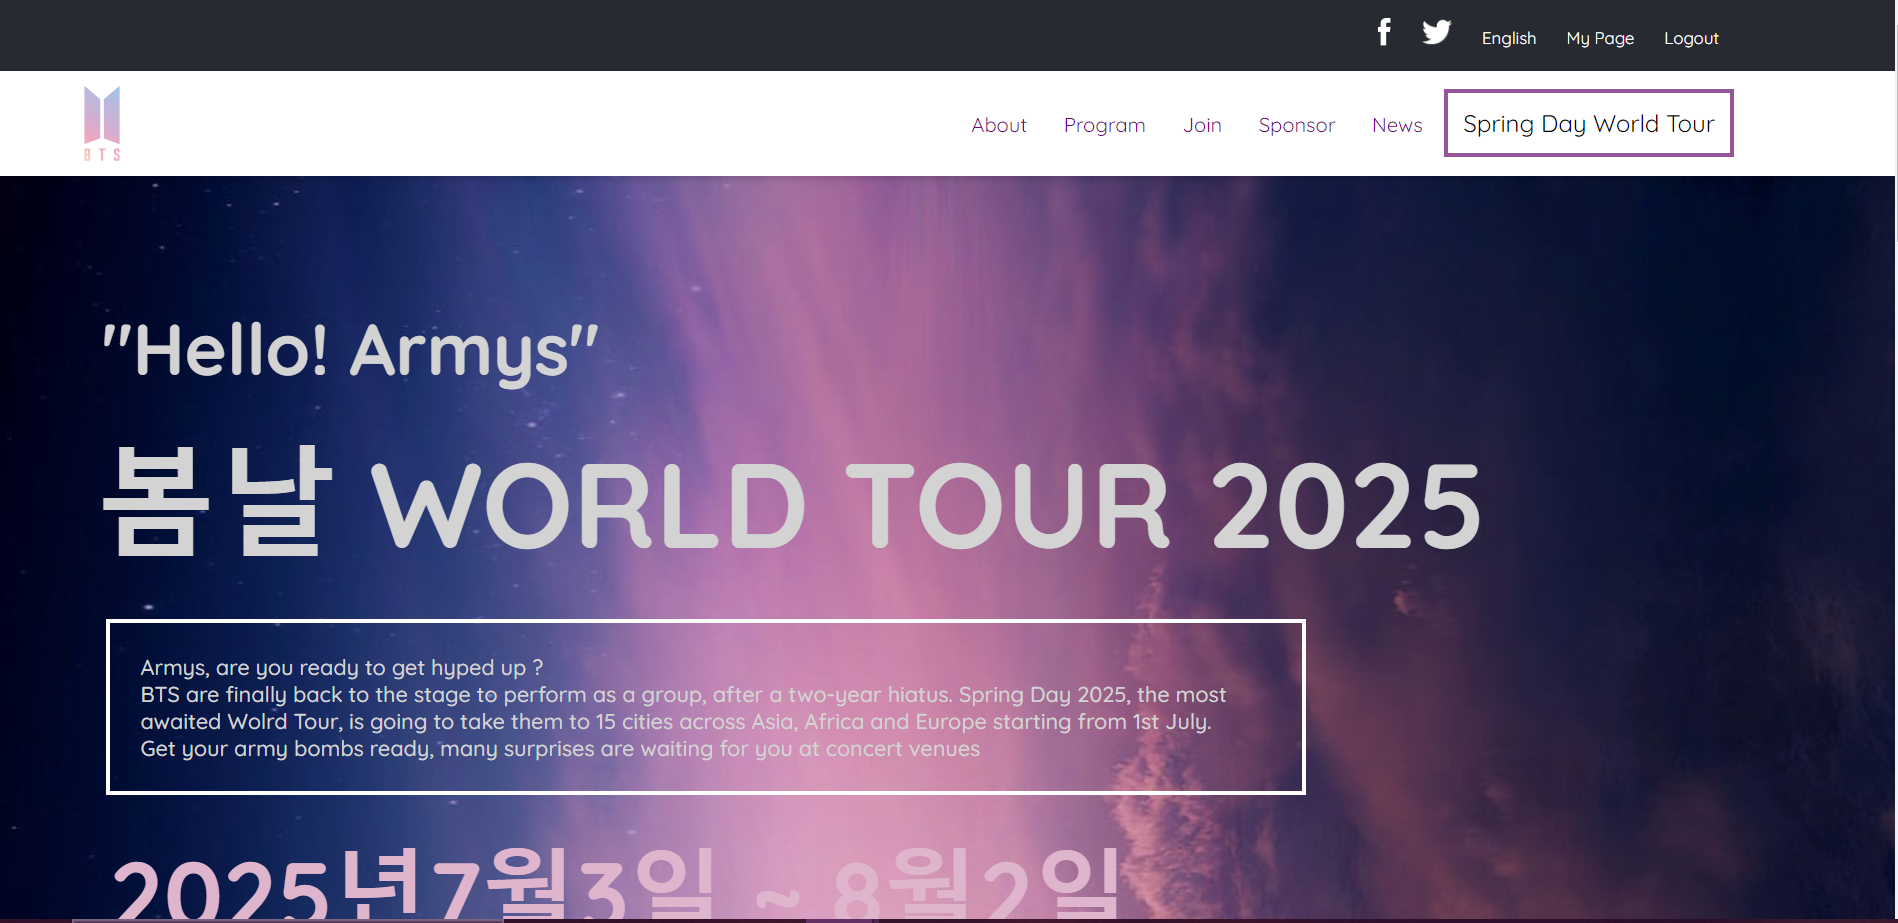 English My Page Logout
BTS
About Program Join Sponsor News Spring Day World Tour
"Hello! Armys"
봄날 WORLD TOUR 2025
Armys, are you ready to get hyped up ?
BTS are finally back to the stage to perform as a group, after a two-year hiatus. Spring Day 2025, the most
awaited Wolrd Tour, is going to take them to 15 cities across Asia, Africa and Europe starting from 1st July.
Get your army bombs ready, many surprises are waiting for you at concert venues
2025년7월3일 ~ 8월2일